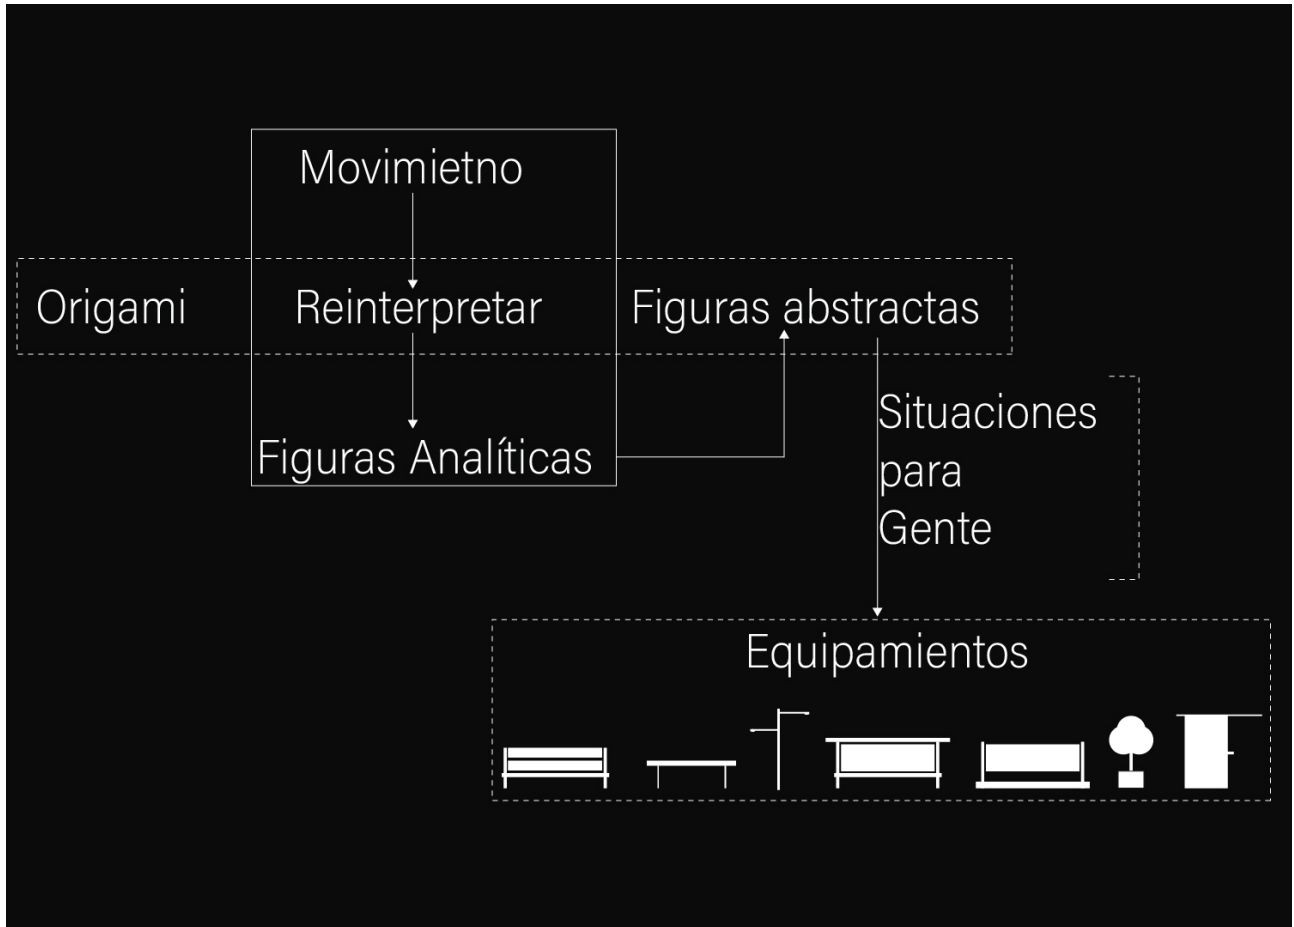 Movimietno
Origami
Reinterpretar
Figuras abstractas
Figuras Analíticas
Situaciones
para
Gente
Equipamientos